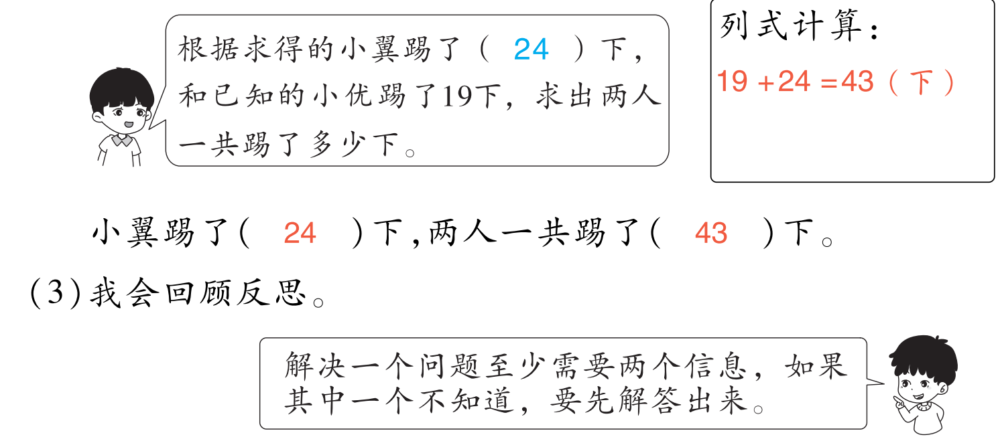 根据求得的小翼踢了（ 24 ）下，
和已知的小优踢了19下，求出两人
一共踢了多少下。
列式计算：
19 +24 =43（下）
小翼踢了( 24 )下,两人一共踢了( 43 )下。
(3)我会回顾反思。
解决一个问题至少需要两个信息，如果
其中一个不知道，要先解答出来。